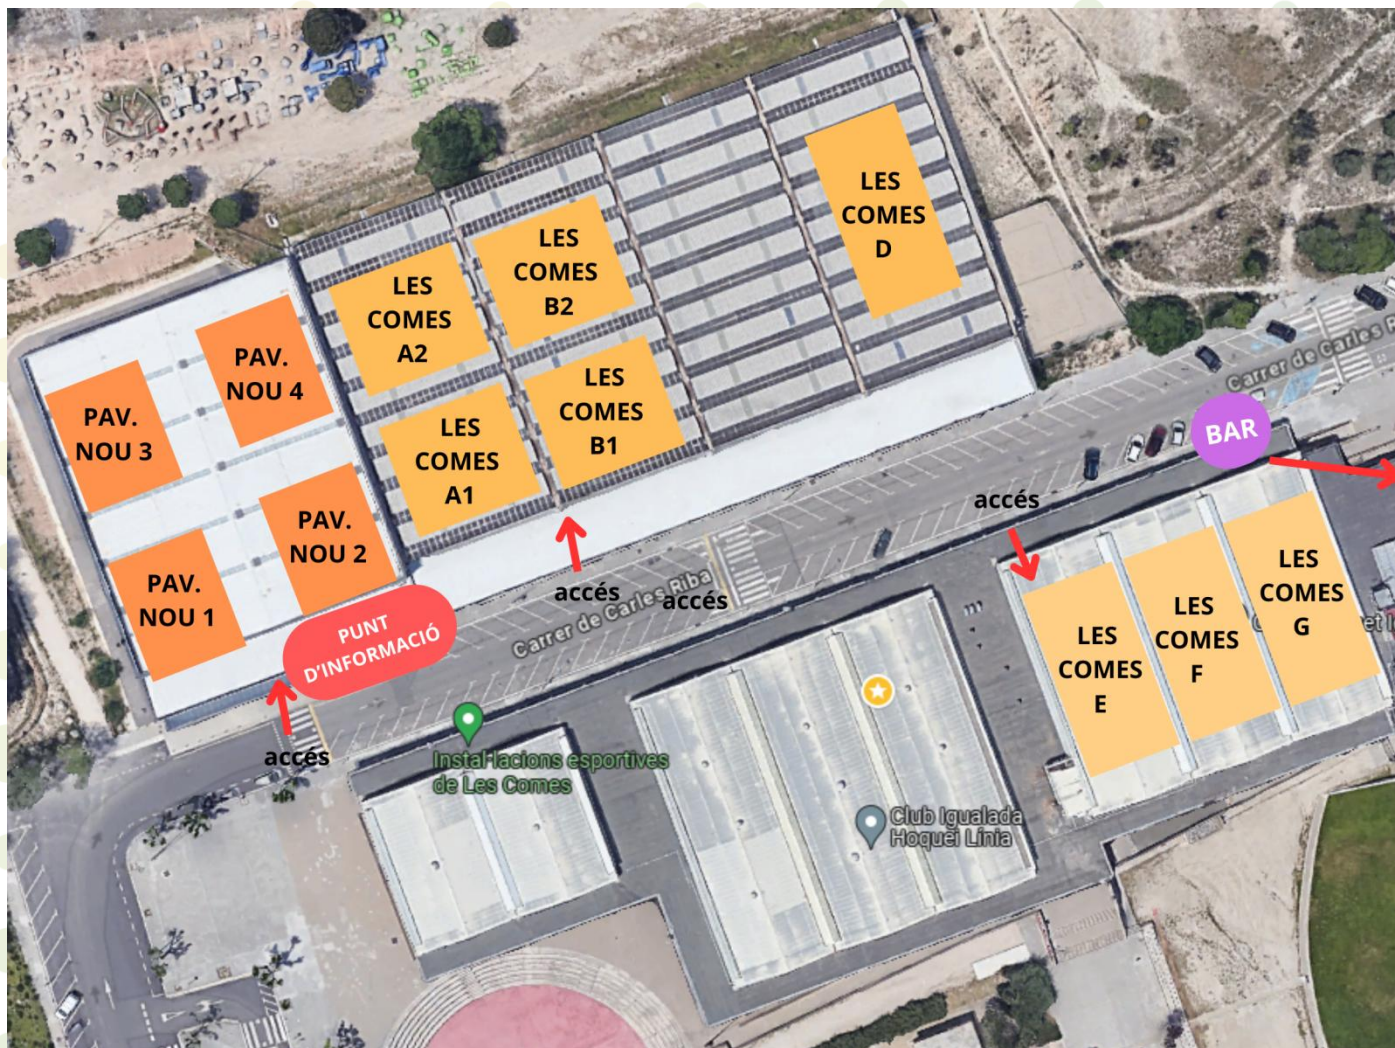 LES
COMES
D
LES
COMES
B2
LES
COMES
A2
PAV.
NOU 4
PAV.
NOU 3
LES
COMES
B1
LES
COMES
A1
PAV.
NOU 2
PAV.
NOU 1
PUNT
D'INFORMACIÓ
accés
accés
accés
Carrer de Carles Riba
accés
Carrer de Carles
BAR
LES
COMES
E
LES
COMES
F
LES
COMES
G
Instal·lacions esportives
de Les Comes
Club Igualada
Hoquei Línia